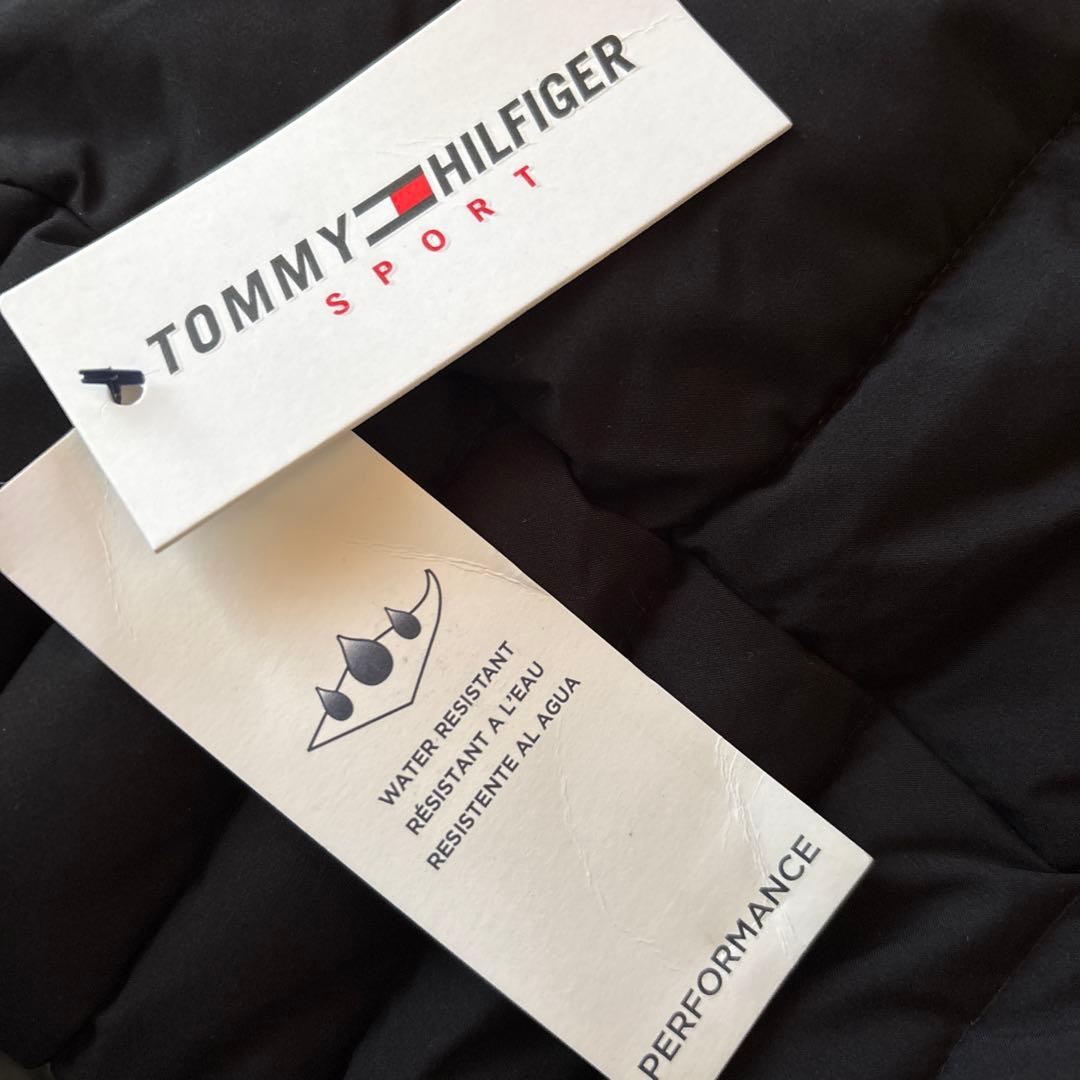 TOMMY HILFIGER
SPORT
WATER RESISTANT
RÉSISTANT A L'EAU
RESISTENTE AL AGUA
PERFORMANCE